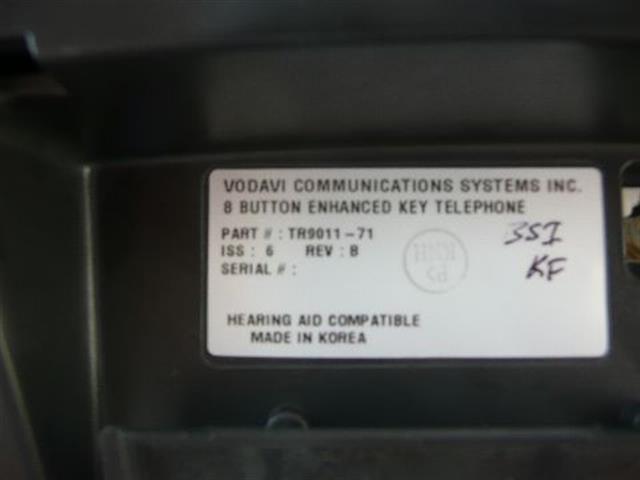 VODAVI COMMUNICATIONS SYSTEMS INC.
8 BUTTON ENHANCED KEY TELEPHONE
PART # : TR9011-71
ISS : 6 REV : B
SERIAL # :
BSI
KF
HEARING AID COMPATIBLE
MADE IN KOREA